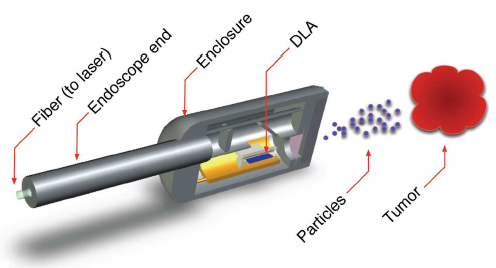 Fiber (to laser)
Endoscope end
Enclosure
DLA
Particles
Tumor